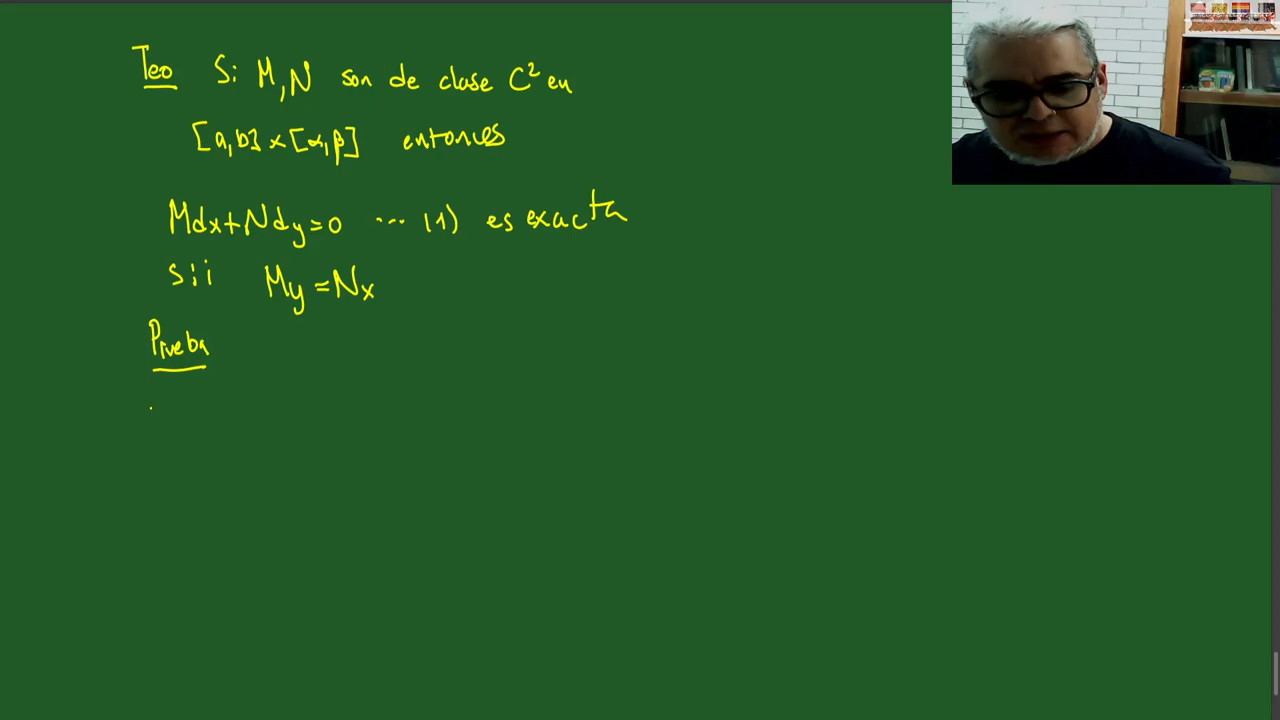 Teo Si M,N son de clase C² en
[a,b] x [α,β] entonces
Mdx+Ndy=0 ... (1) es exacta
sii My=Nx
Prueba